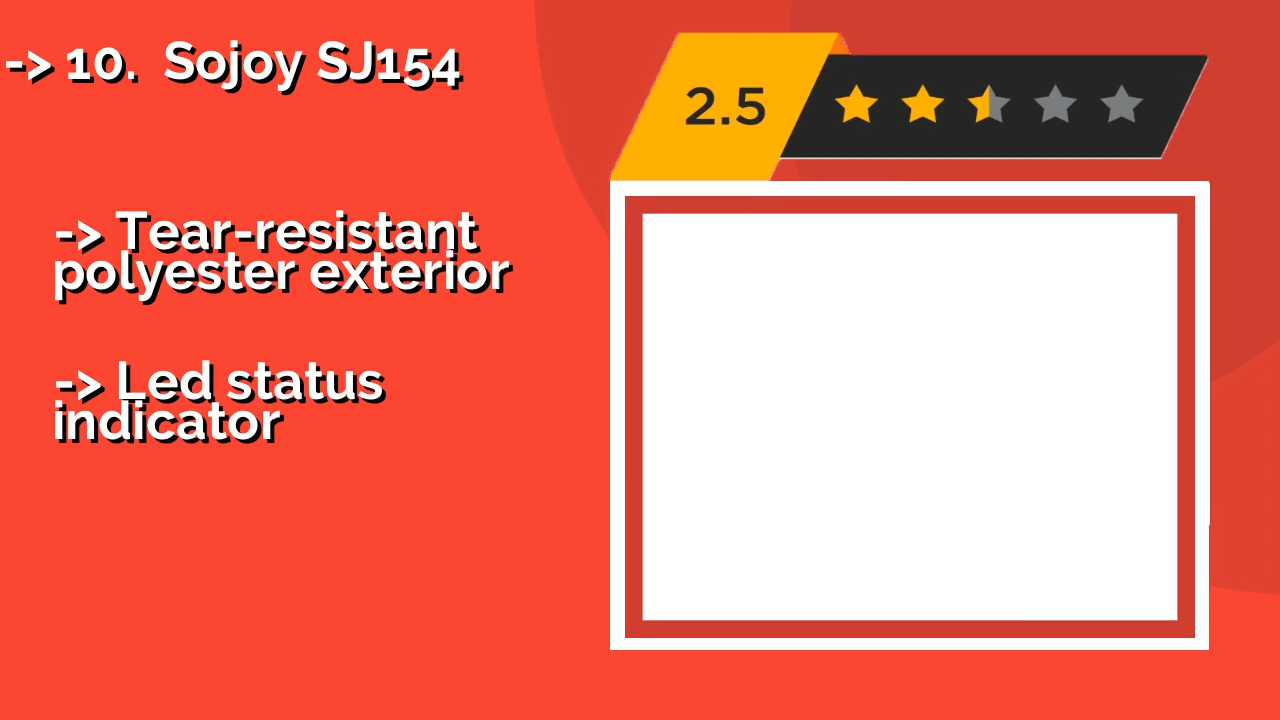 -> 10.  Sojoy SJ154
2.5
-> Tear-resistant
polyester exterior
-> Led status
indicator